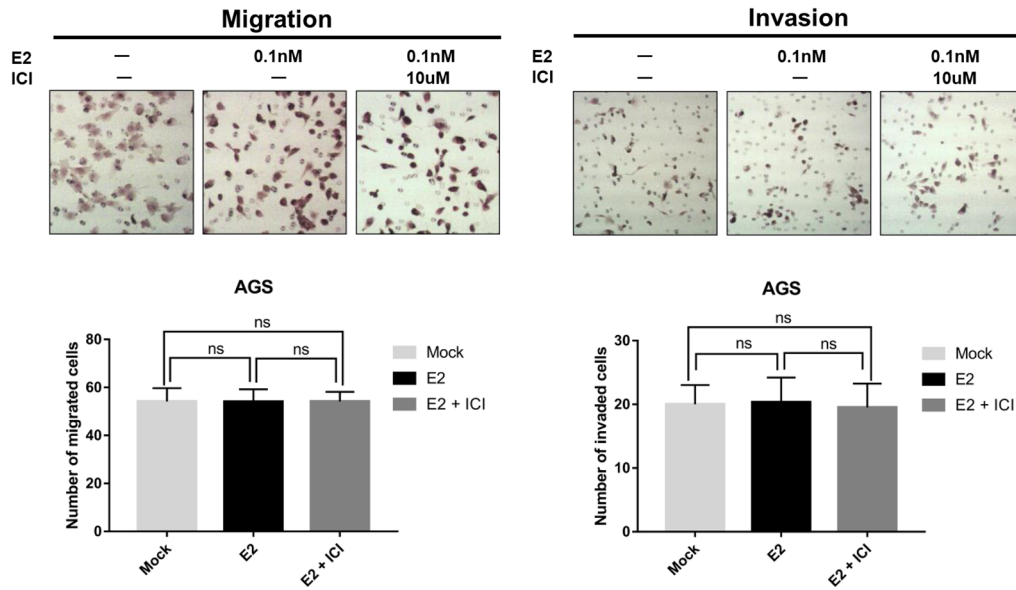 Migration
E2 — 0.1nM 0.1nM
ICI — — 10uM
Invasion
E2 — 0.1nM 0.1nM
ICI — — 10uM
AGS
ns
ns ns
Number of migrated cells
80
60
40
20
0
Mock
E2
E2 + ICI
Mock
E2
E2 + ICI
AGS
ns
ns ns
Number of invaded cells
30
20
10
0
Mock
E2
E2 + ICI
Mock
E2
E2 + ICI